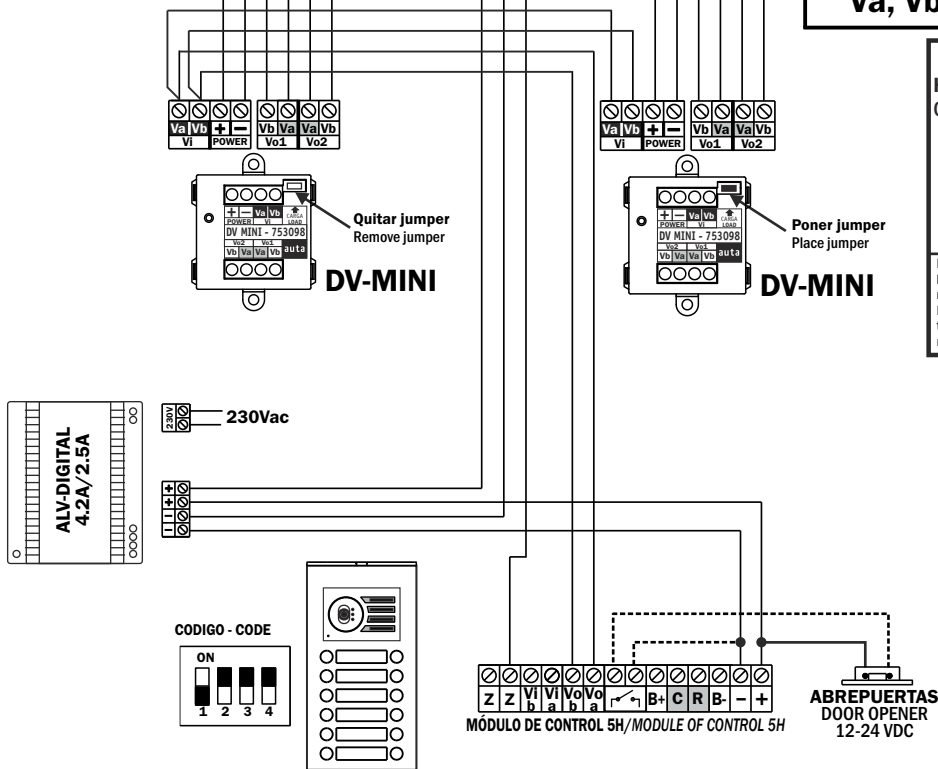 Va, Vb
Va Vb + − Vb Va Va Vb
Vi POWER Vo1 Vo2
Va Vb + − Vb Va Va Vb
Vi POWER Vo1 Vo2
+ − Va Vb CARGA
POWER Vi LOAD
DV MINI - 753098
Vo2 Vo1
Vb Va Va Vb auta
Quitar jumper
Remove jumper
DV-MINI
+ − Va Vb CARGA
POWER Vi LOAD
DV MINI - 753098
Vo2 Vo1
Vb Va Va Vb auta
Poner jumper
Place jumper
DV-MINI
ALV-DIGITAL
4.2A/2.5A
230V
230Vac
+
+
−
−
CODIGO - CODE
ON
1 2 3 4
Z Z Vib Via Vob Voa B+ C R B- − +
MÓDULO DE CONTROL 5H/MODULE OF CONTROL 5H
ABREPUERTAS
DOOR OPENER
12-24 VDC